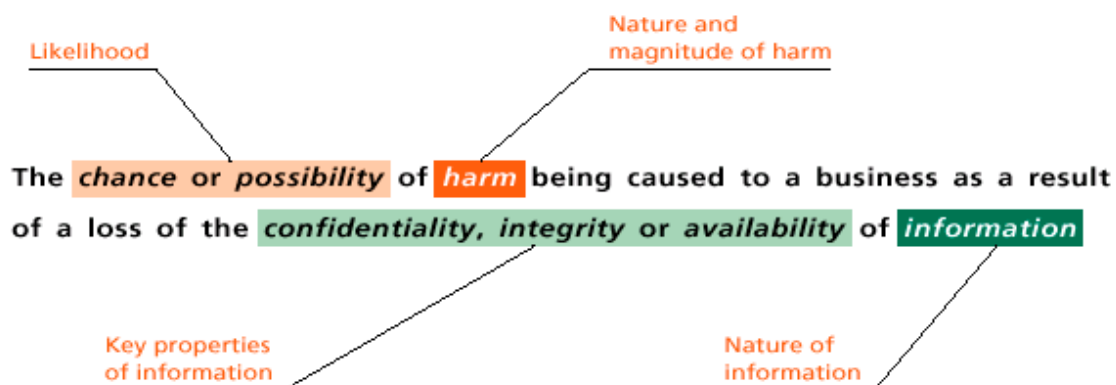 Likelihood
Nature and
magnitude of harm
The chance or possibility of harm being caused to a business as a result
of a loss of the confidentiality, integrity or availability of information
Key properties
of information
Nature of
information